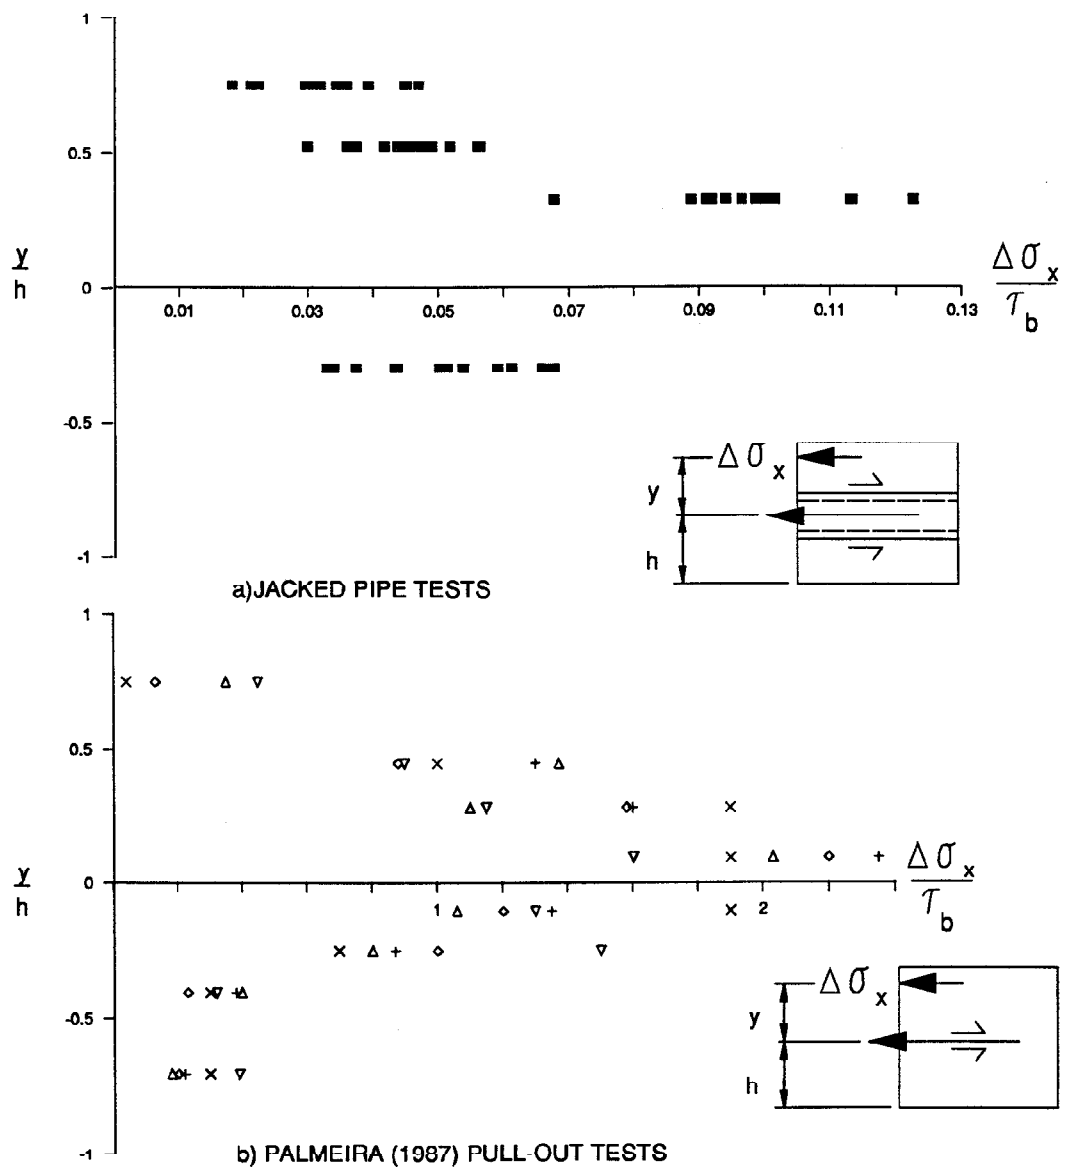 1
0.5
y
h
0
-0.5
-1
0.01
0.03
0.05
0.07
0.09
0.11
0.13
Δσx
τb
Δσx
y
h
a)JACKED PIPE TESTS
1
0.5
y
h
0
-0.5
-1
1
2
Δσx
τb
Δσx
y
h
b) PALMEIRA (1987) PULL-OUT TESTS